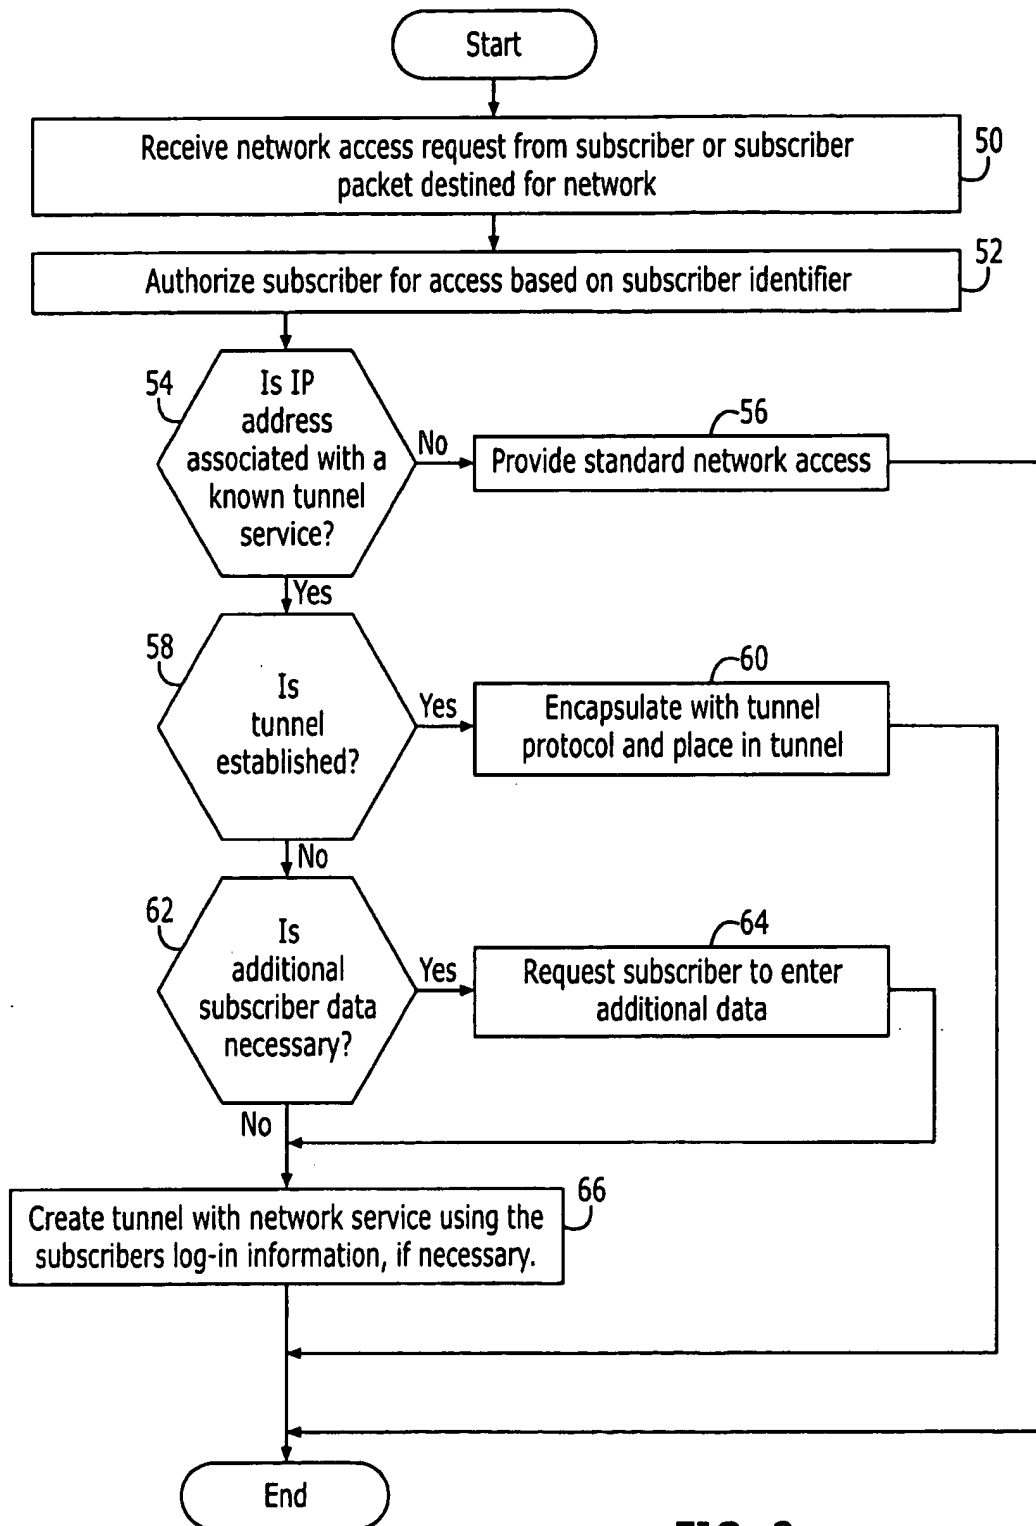 Start
Receive network access request from subscriber or subscriber
packet destined for network
50
Authorize subscriber for access based on subscriber identifier
52
54
Is IP
address
associated with a
known tunnel
service?
No
56
Provide standard network access
Yes
58
Is
tunnel
established?
Yes
60
Encapsulate with tunnel
protocol and place in tunnel
No
62
Is
additional
subscriber data
necessary?
Yes
64
Request subscriber to enter
additional data
No
66
Create tunnel with network service using the
subscribers log-in information, if necessary.
End